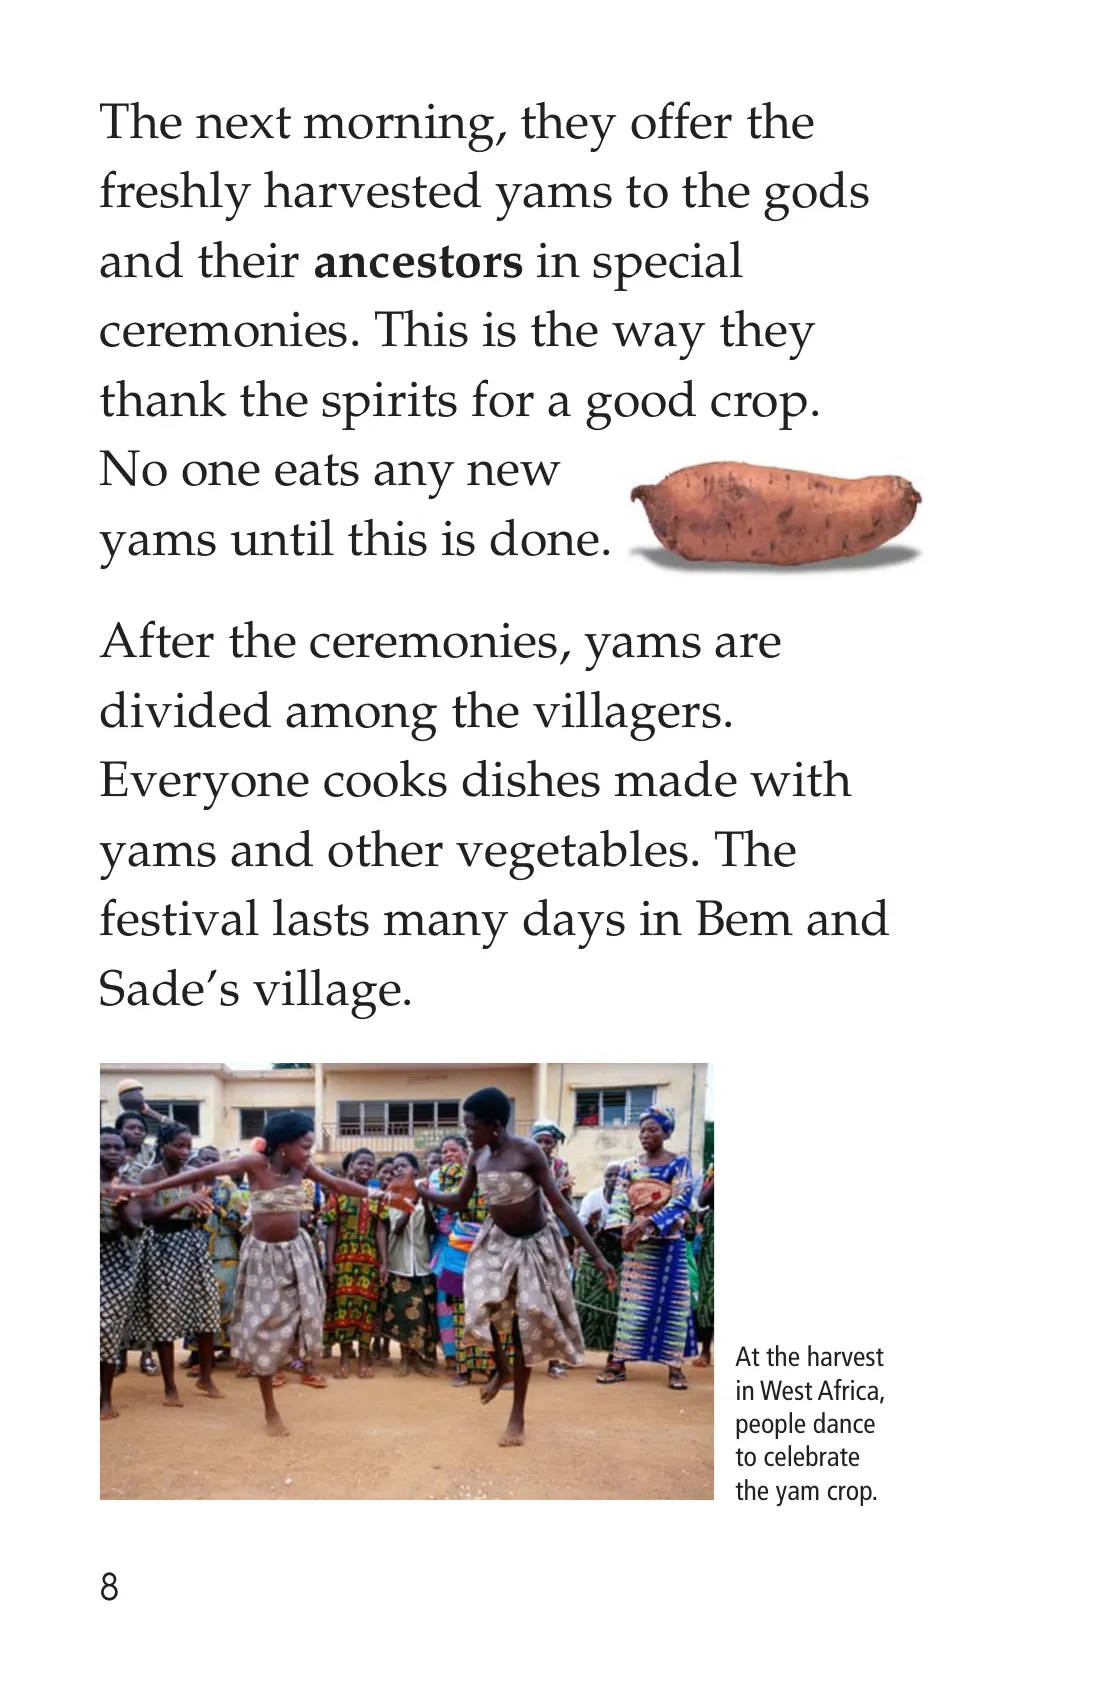 The next morning, they offer the
freshly harvested yams to the gods
and their ancestors in special
ceremonies. This is the way they
thank the spirits for a good crop.
No one eats any new
yams until this is done.
After the ceremonies, yams are
divided among the villagers.
Everyone cooks dishes made with
yams and other vegetables. The
festival lasts many days in Bem and
Sade’s village.
At the harvest
in West Africa,
people dance
to celebrate
the yam crop.
8